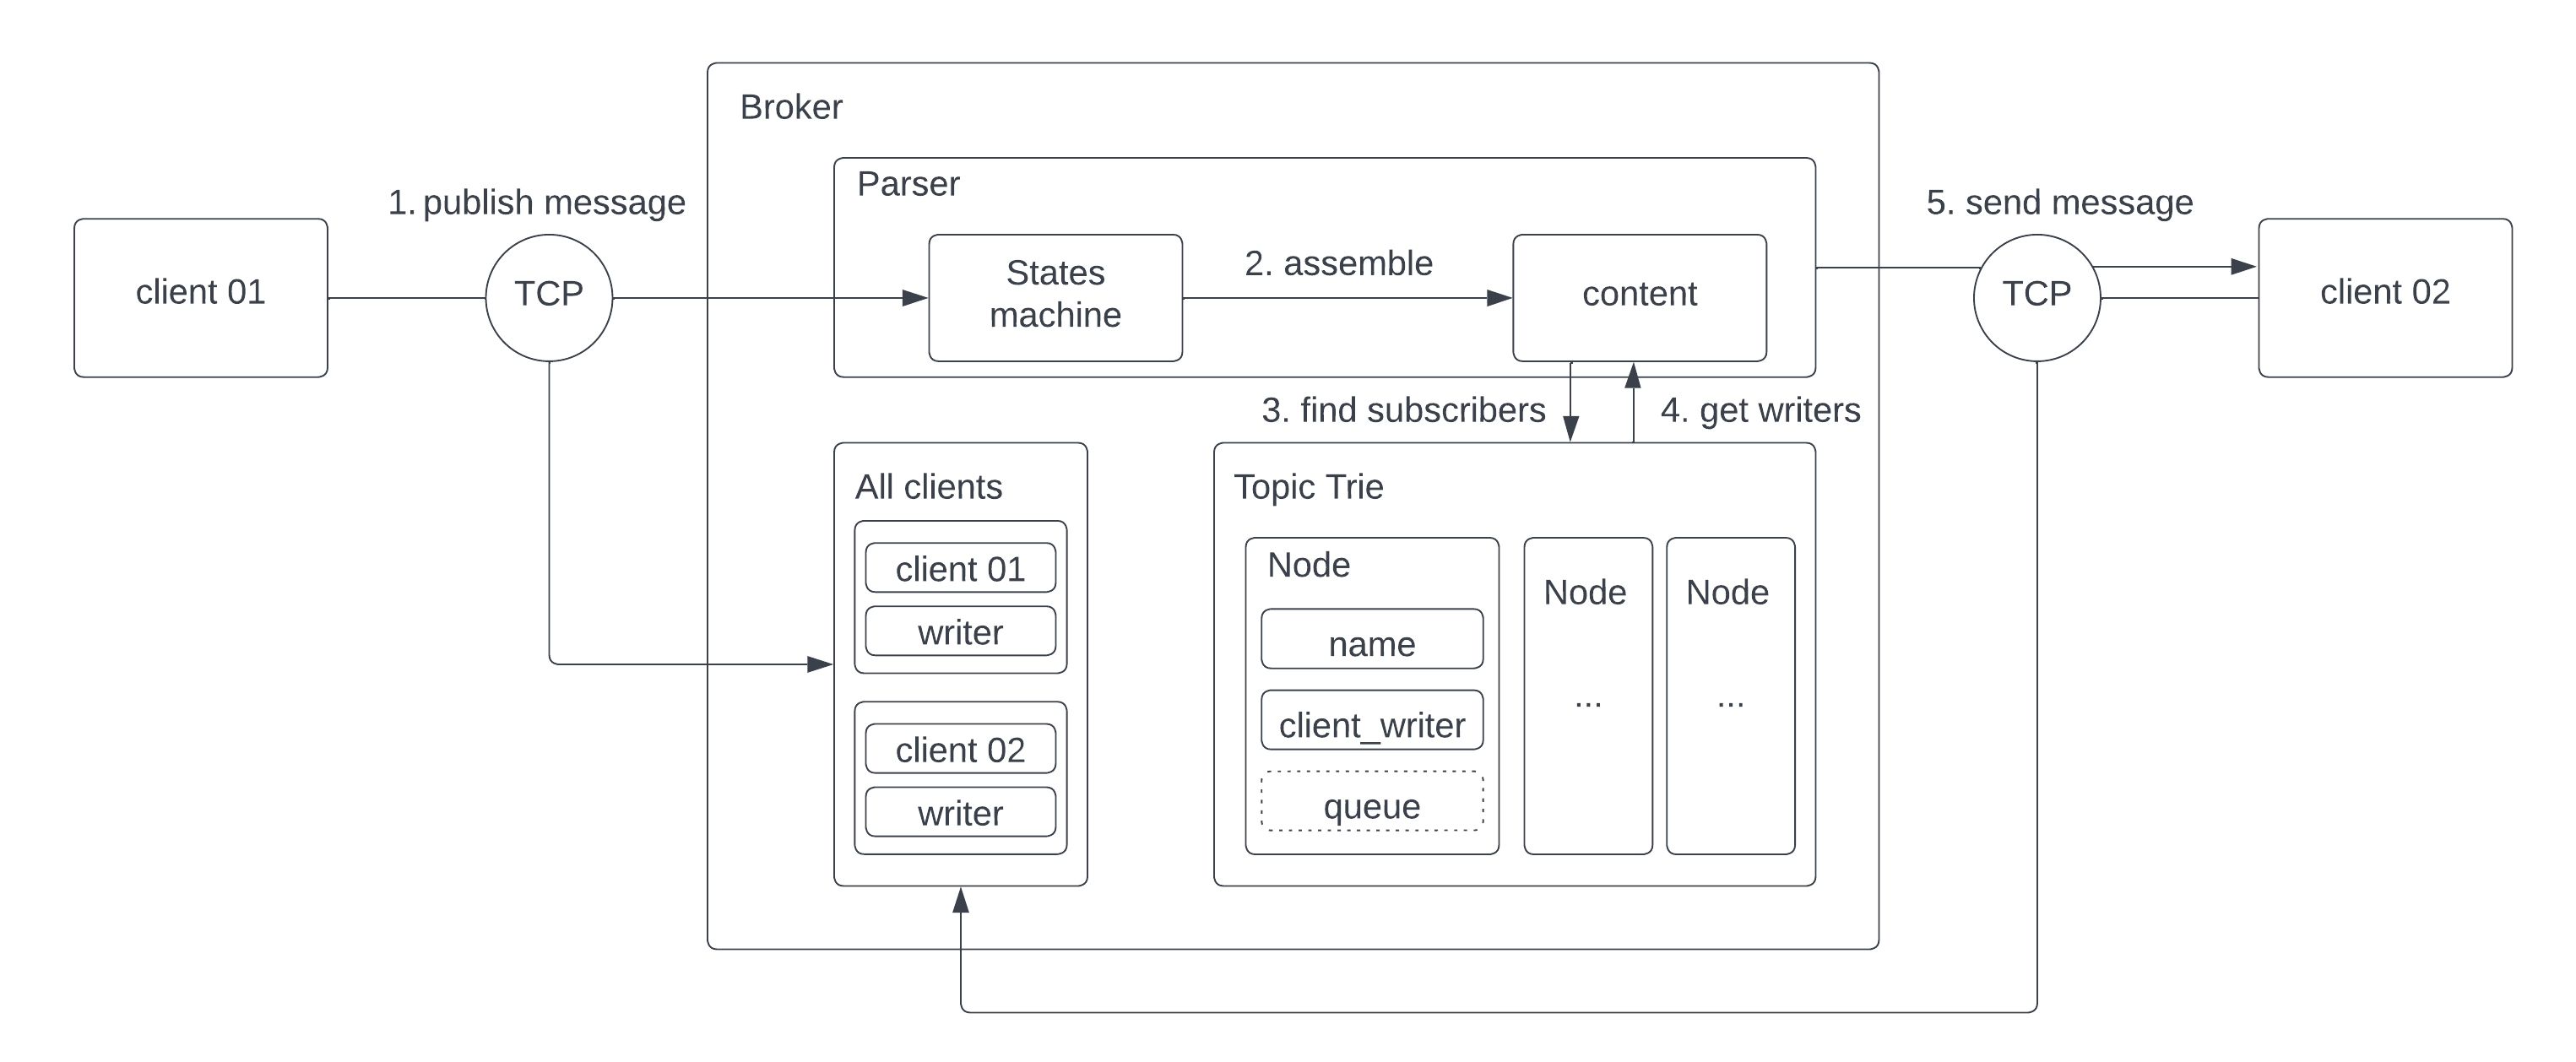 Broker
Parser
1. publish message
5. send message
client 01
TCP
States
machine
2. assemble
content
TCP
client 02
3. find subscribers
4. get writers
All clients
client 01
writer
client 02
writer
Topic Trie
Node
name
client_writer
queue
Node
...
Node
...